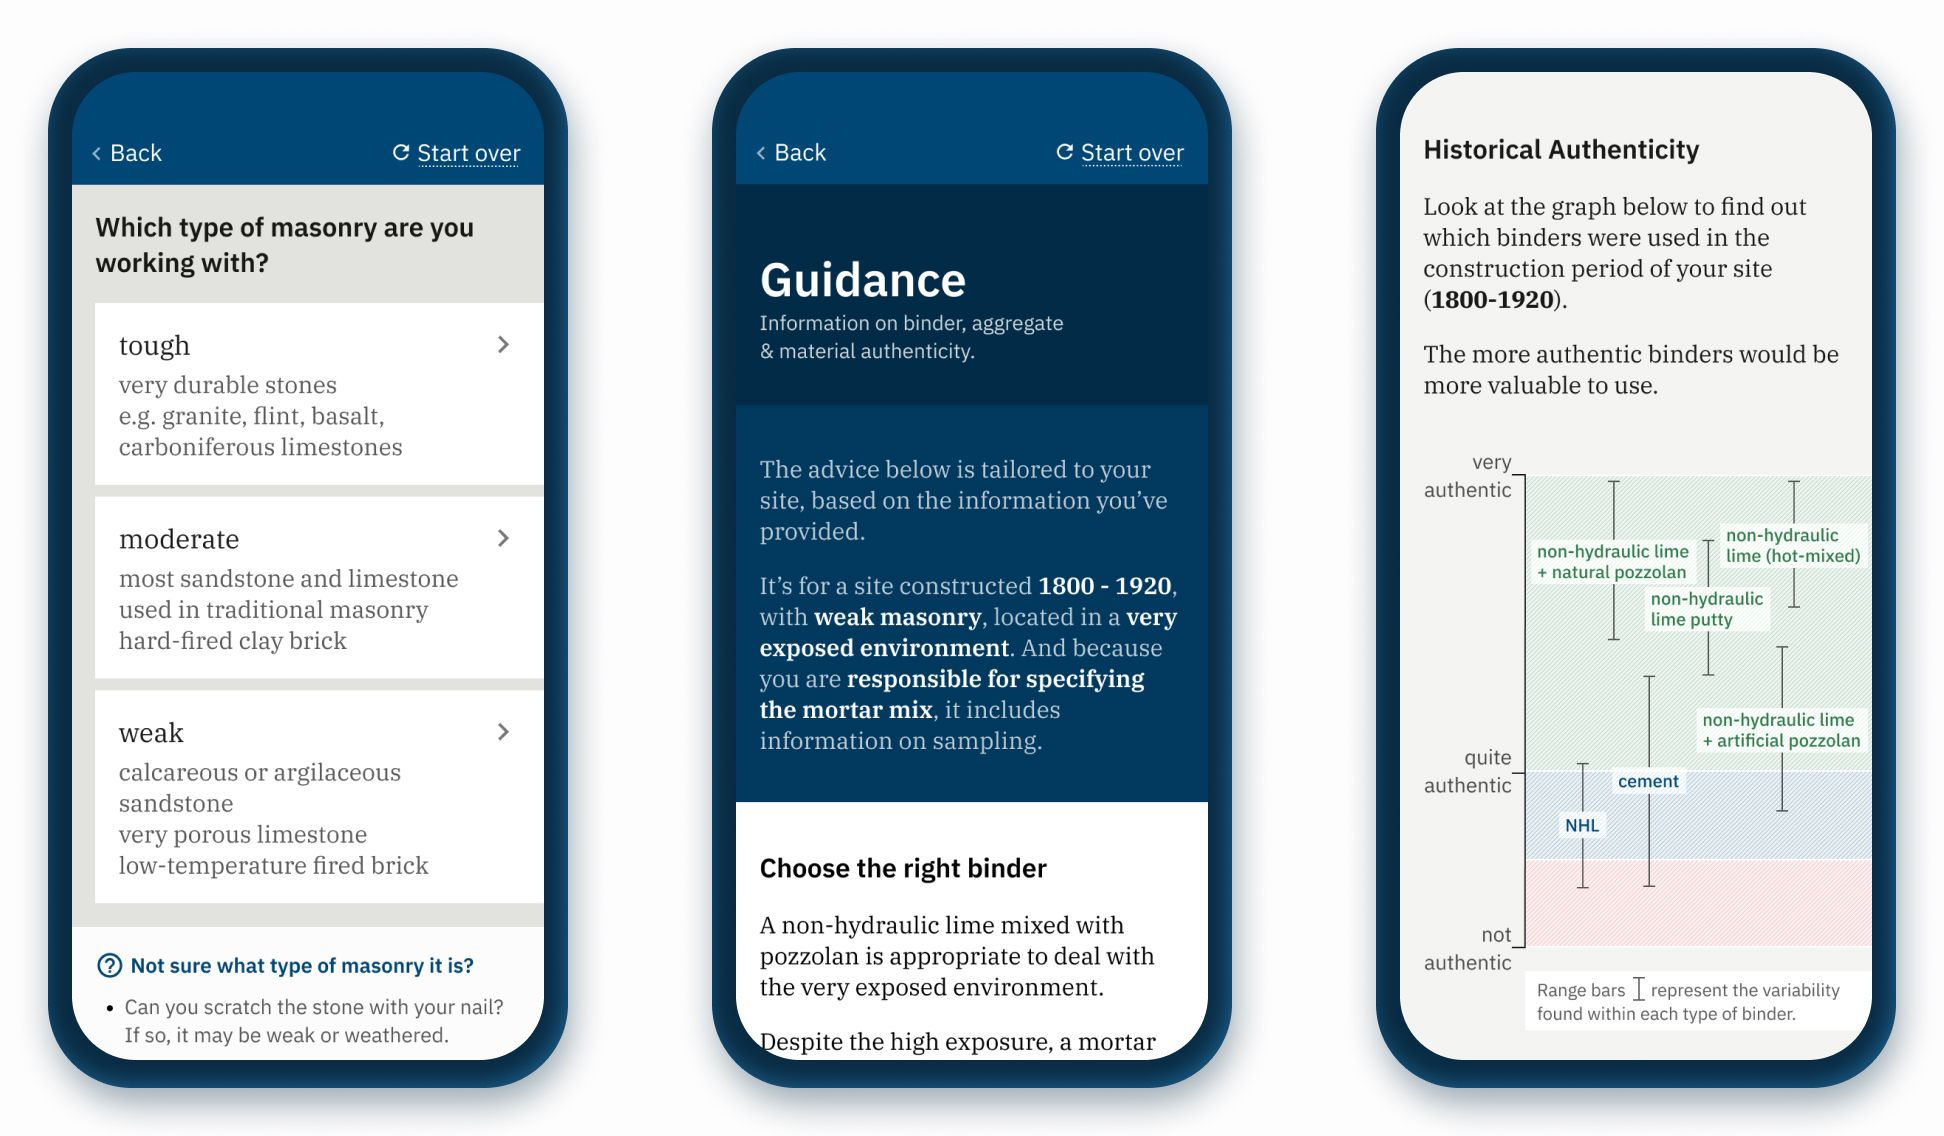 Back
Start over
Which type of masonry are you
working with?
tough
very durable stones
e.g. granite, flint, basalt,
carboniferous limestones
moderate
most sandstone and limestone
used in traditional masonry
hard-fired clay brick
weak
calcareous or argilaceous
sandstone
very porous limestone
low-temperature fired brick
Not sure what type of masonry it is?
• Can you scratch the stone with your nail?
If so, it may be weak or weathered.
Back
Start over
Guidance
Information on binder, aggregate
& material authenticity.
The advice below is tailored to your
site, based on the information you’ve
provided.
It’s for a site constructed 1800 - 1920,
with weak masonry, located in a very
exposed environment. And because
you are responsible for specifying
the mortar mix, it includes
information on sampling.
Choose the right binder
A non-hydraulic lime mixed with
pozzolan is appropriate to deal with
the very exposed environment.
Despite the high exposure, a mortar
Historical Authenticity
Look at the graph below to find out
which binders were used in the
construction period of your site
(1800-1920).
The more authentic binders would be
more valuable to use.
very
authentic
non-hydraulic
lime (hot-mixed)
non-hydraulic lime
+ natural pozzolan
non-hydraulic
lime putty
non-hydraulic lime
+ artificial pozzolan
quite
authentic
cement
NHL
not
authentic
Range bars represent the variability
found within each type of binder.